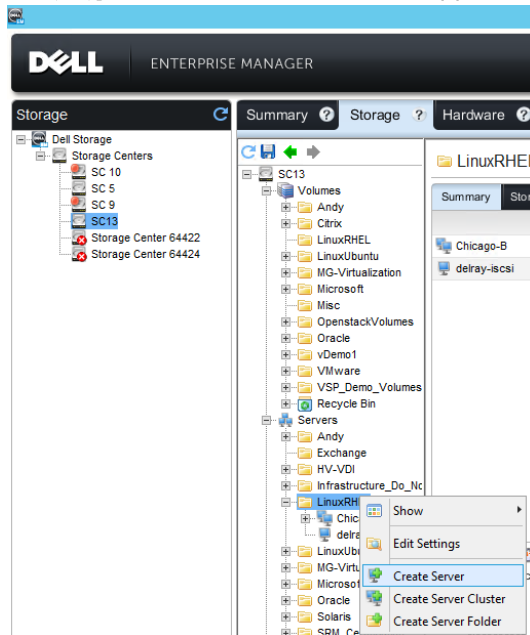 DELL ENTERPRISE MANAGER
Storage
Dell Storage
Storage Centers
SC 10
SC 5
SC 9
SC13
Storage Center 64422
Storage Center 64424
Summary Storage Hardware
SC13
Volumes
Andy
Citrix
LinuxRHEL
LinuxUbuntu
MG-Virtualization
Microsoft
Misc
OpenstackVolumes
Oracle
vDemo1
VMware
VSP_Demo_Volumes
Recycle Bin
Servers
Andy
Exchange
HV-VDI
Infrastructure_Do_Nc
LinuxRH
Chic
delra
LinuxUbu
MG-Virtu
Microsof
Oracle
Solaris
SRM_Ce
LinuxRHE
Summary Stor
Chicago-B
delray-iscsi
Show
Edit Settings
Create Server
Create Server Cluster
Create Server Folder